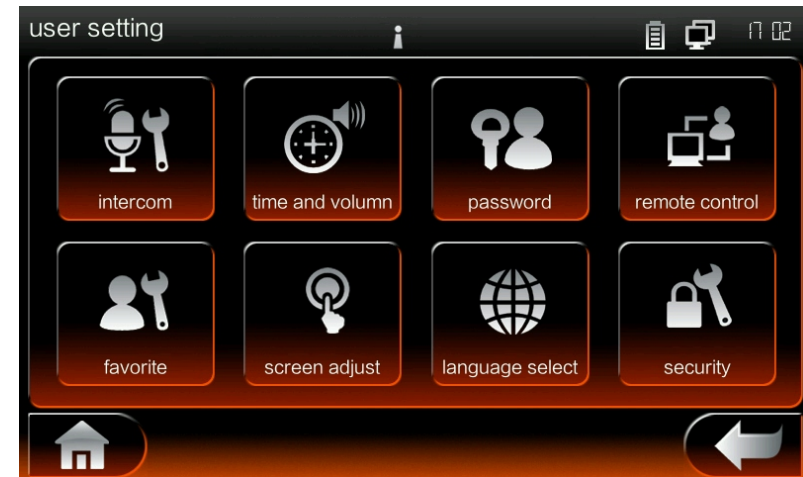 user setting
17 02
intercom
time and volumn
password
remote control
favorite
screen adjust
language select
security